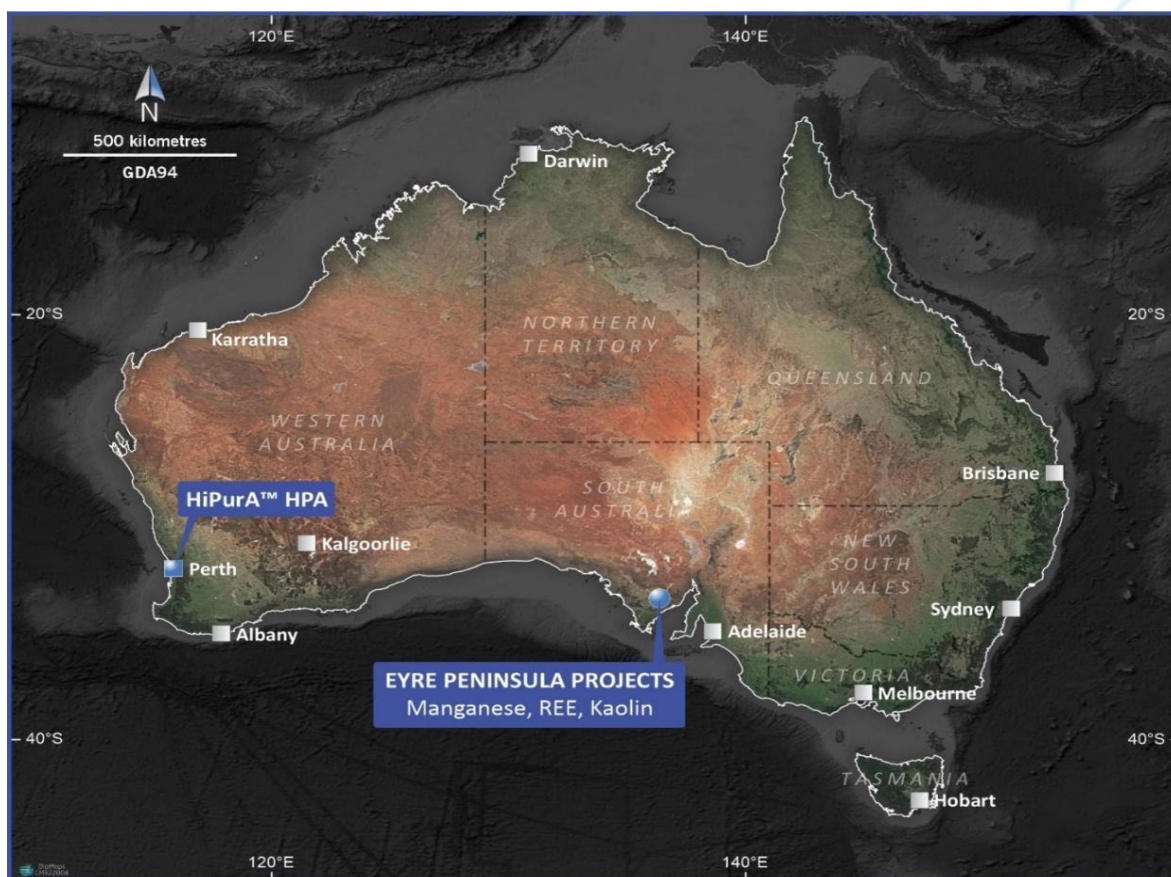 120°E
140°E
N
500 kilometres
GDA94
Darwin
20°S
20°S
Karratha
NORTHERN
TERRITORY
QUEENSLAND
WESTERN
AUSTRALIA
Brisbane
HiPurA™ HPA
SOUTH
AUSTRALIA
Kalgoorlie
NEW
SOUTH
WALES
Perth
Sydney
Albany
Adelaide
EYRE PENINSULA PROJECTS
Manganese, REE, Kaolin
VICTORIA
Melbourne
40°S
40°S
TASMANIA
Hobart
120°E
140°E